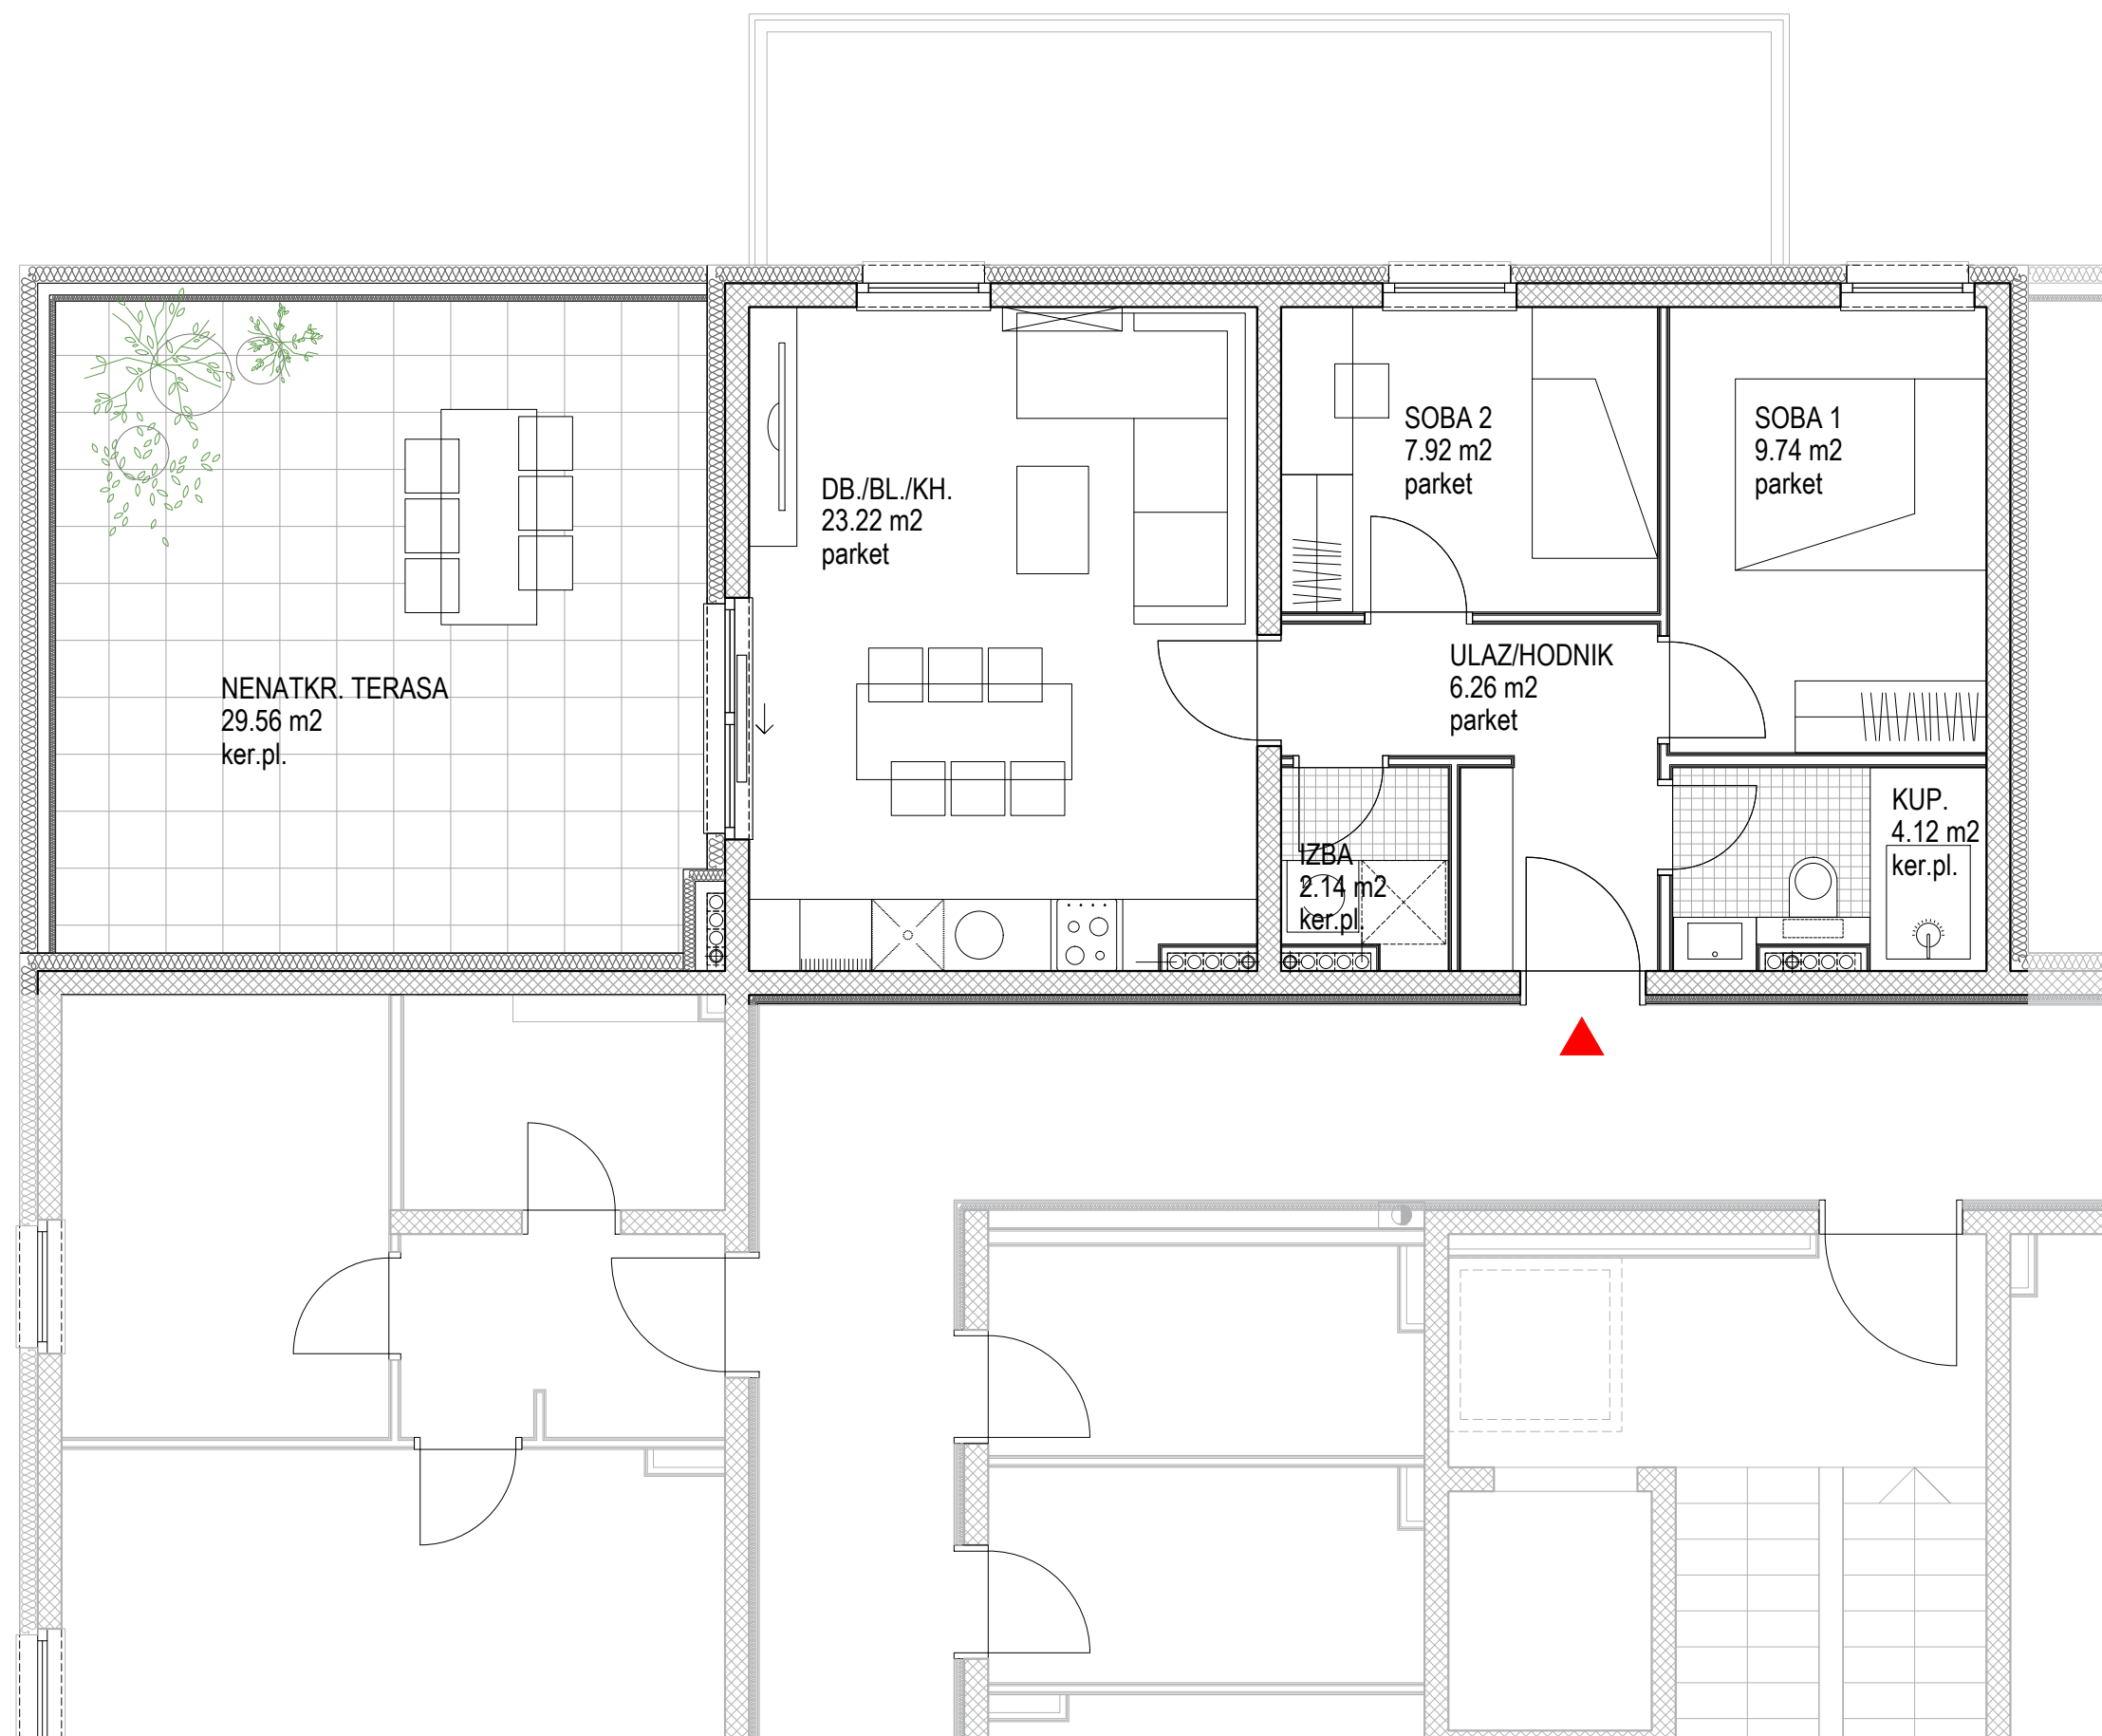 SOBA 2
7.92 m2
parket
SOBA 1
9.74 m2
parket
DB./BL./KH.
23.22 m2
parket
ULAZ/HODNIK
6.26 m2
parket
NENATKR. TERASA
29.56 m2
ker.pl.
KUP.
4.12 m2
ker.pl.
IZBA
2.14 m2
ker.pl.